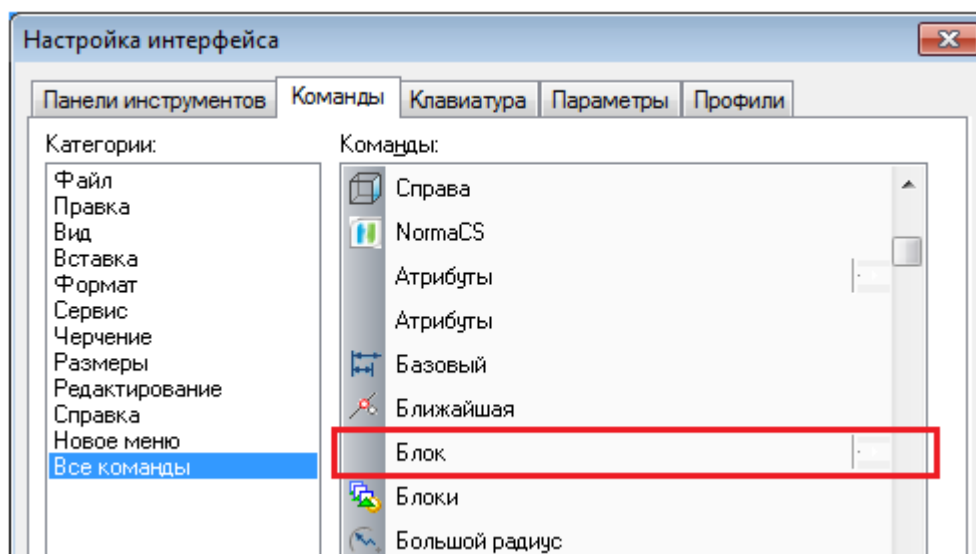 Настройка интерфейса
Панели инструментов Команды Клавиатура Параметры Профили
Категории:
Файл
Правка
Вид
Вставка
Формат
Сервис
Черчение
Размеры
Редактирование
Справка
Новое меню
Все команды
Команды:
Справа
NormaCS
Атрибуты
Атрибуты
Базовый
Ближайшая
Блок
Блоки
Большой радиус